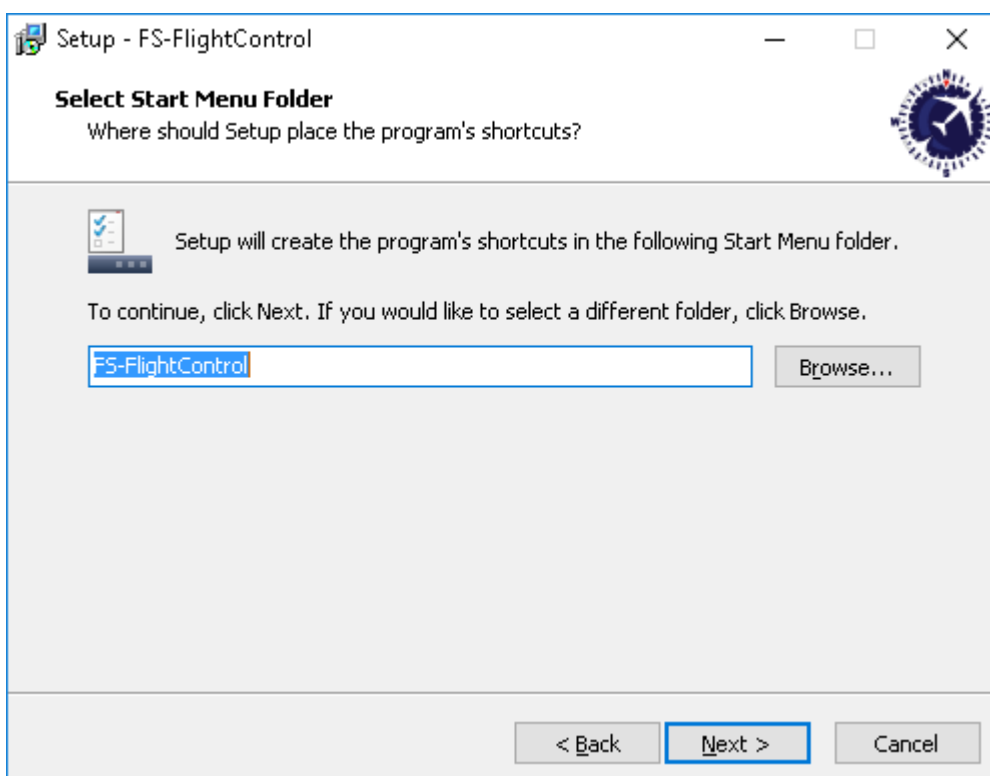 Setup - FS-FlightControl
Select Start Menu Folder
Where should Setup place the program's shortcuts?
N
W
S
Setup will create the program's shortcuts in the following Start Menu folder.
To continue, click Next. If you would like to select a different folder, click Browse.
FS-FlightControl
Browse...
< Back
Next >
Cancel